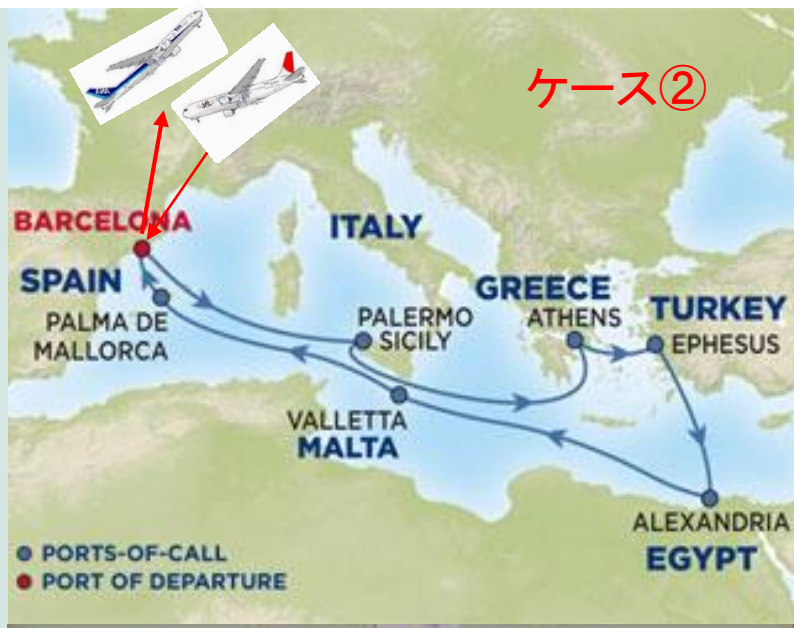 ケース②
BARCELONA
ITALY
SPAIN
GREECE
TURKEY
PALMA DE
MALLORCA
PALERMO
SICILY
ATHENS
EPHESUS
VALLETTA
MALTA
ALEXANDRIA
EGYPT
PORTS-OF-CALL
PORT OF DEPARTURE